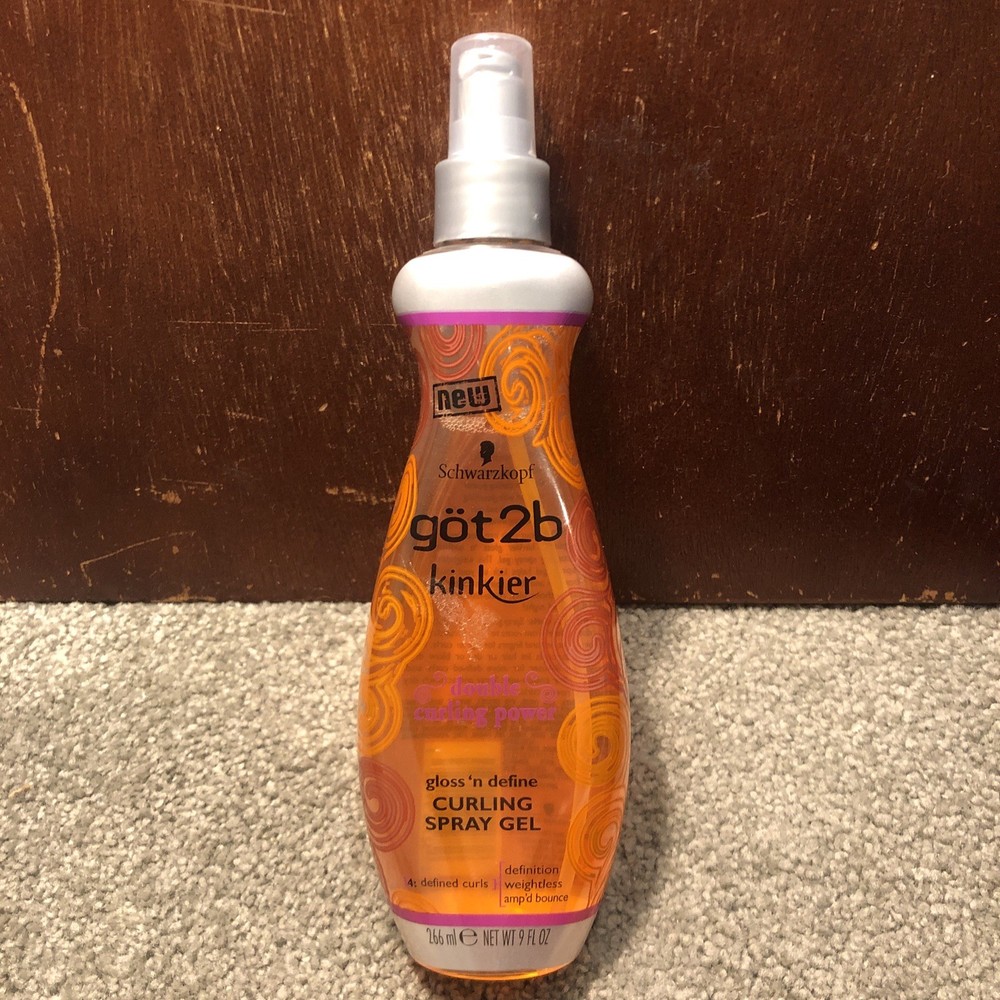 new
Schwarzkopf
göt2b
kinkier
double
curling power
gloss 'n define
CURLING
SPRAY GEL
4: defined curls } definition
weightless
amp'd bounce
266 ml ℮ NET WT 9 FL OZ